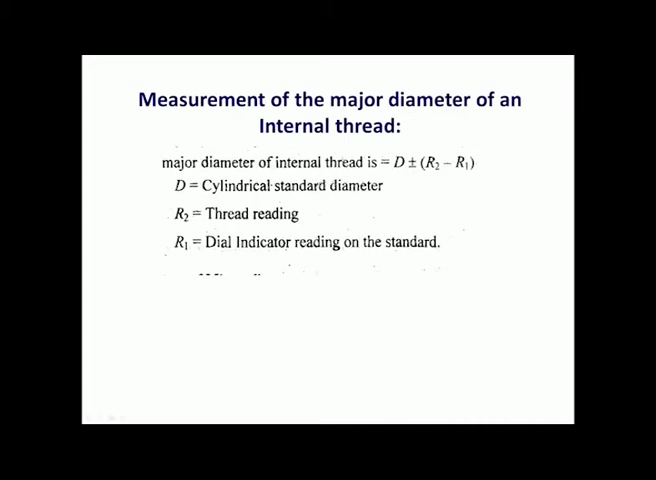 Measurement of the major diameter of an
Internal thread:
major diameter of internal thread is = D ± (R₂ – R₁)
D = Cylindrical standard diameter
R₂ = Thread reading
R₁ = Dial Indicator reading on the standard.